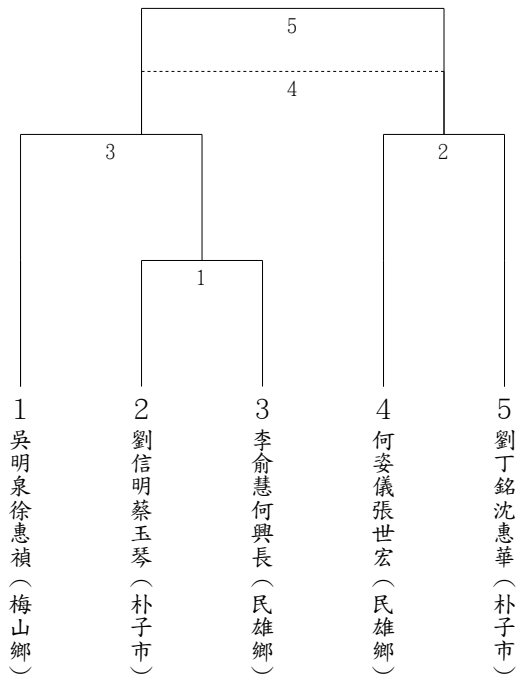 5
4
3
2
1
1 吳明泉徐惠禎(梅山鄉)
2 劉信明蔡玉琴(朴子市)
3 李俞慧何興長(民雄鄉)
4 何姿儀張世宏(民雄鄉)
5 劉丁銘沈惠華(朴子市)